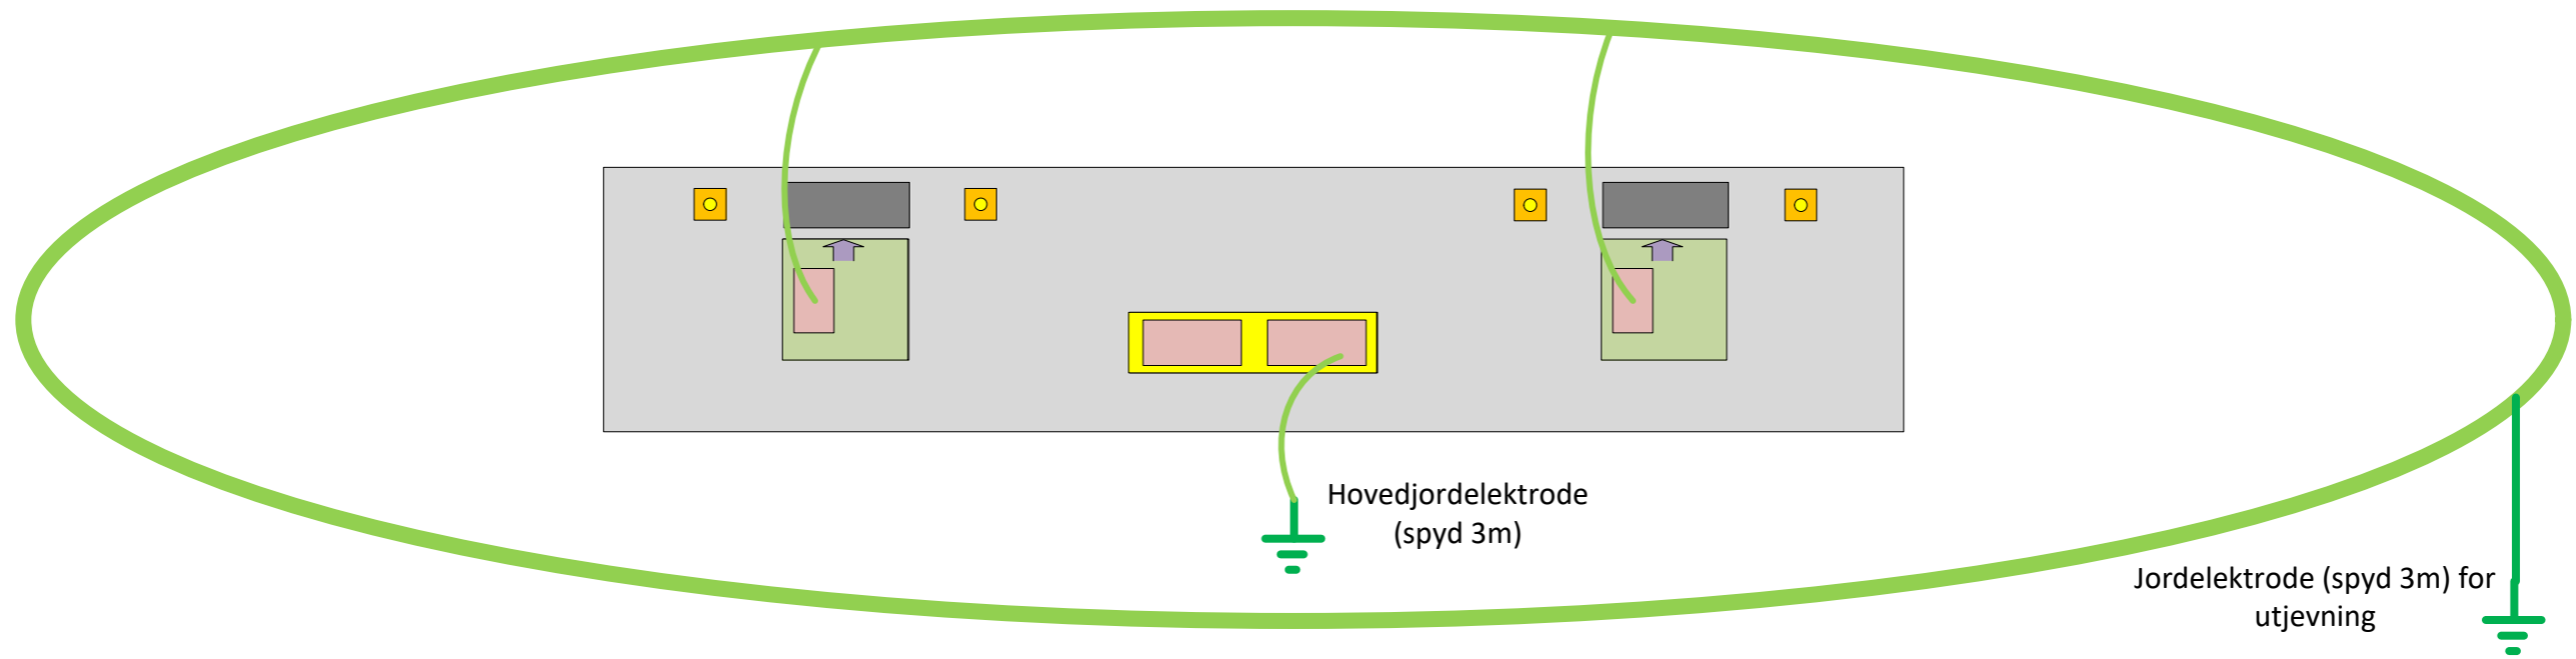 Hovedjordelektrode
(spyd 3m)
Jordelektrode (spyd 3m) for
utjevning